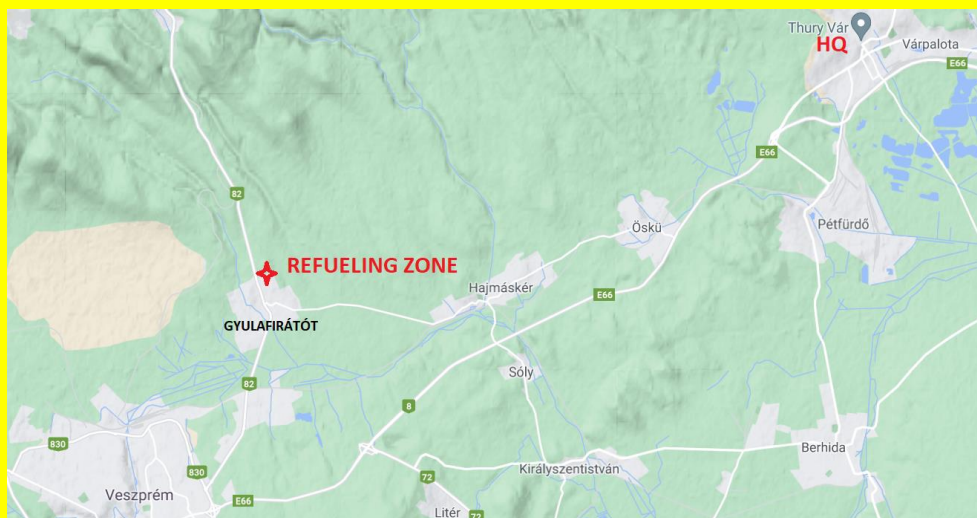 Thury Vár
HQ
Várpalota
E66
E66
82
Pétfürdő
Öskü
REFUELING ZONE
Hajmáskér
E66
GYULAFIRÁTÓT
Sóly
82
8
830
Berhida
830
72
Királyszentistván
Veszprém
E66
Litér
72